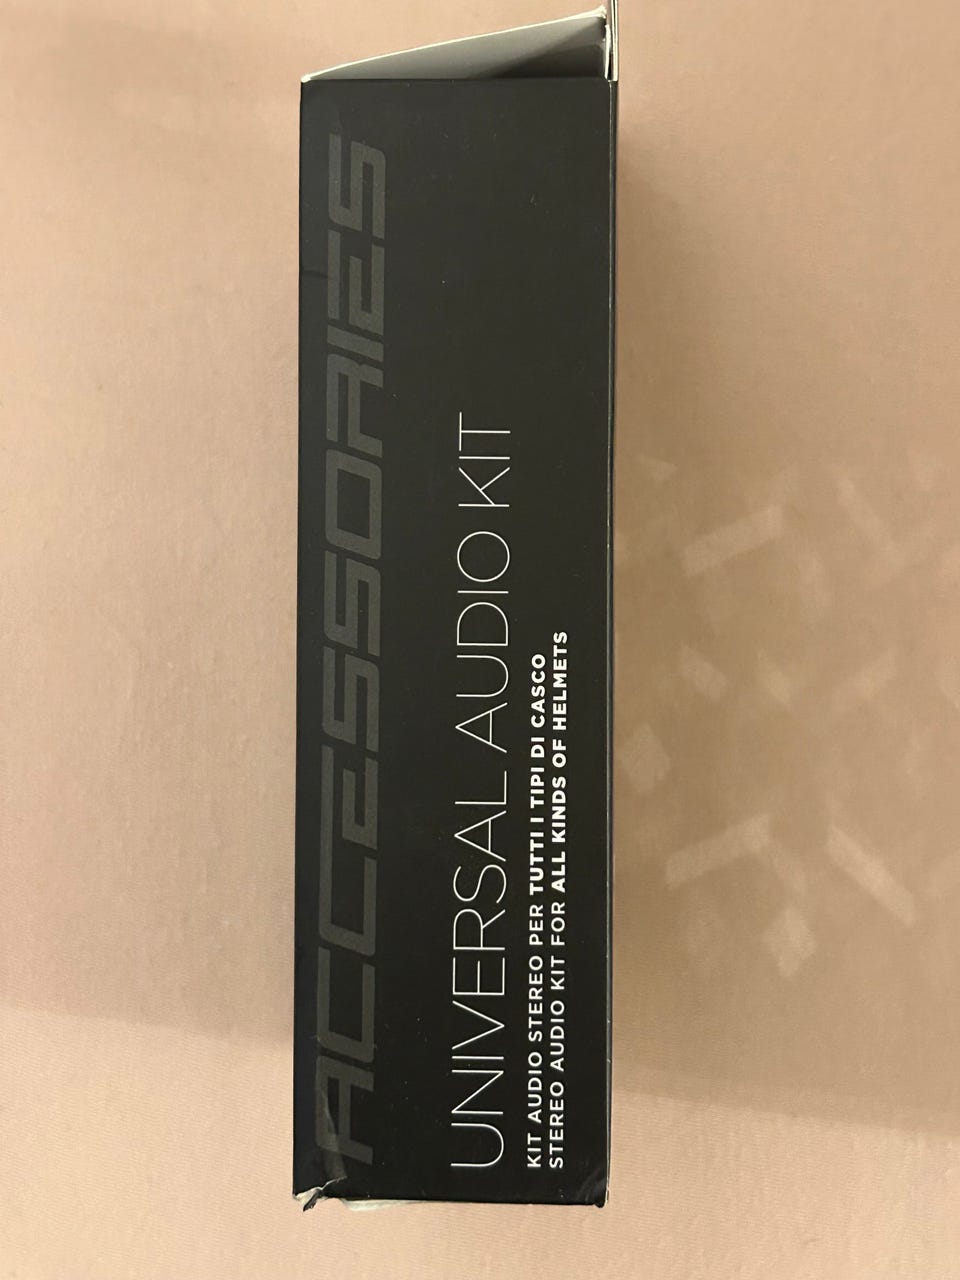 ACCESSORIES
UNIVERSAL AUDIO KIT
KIT AUDIO STEREO PER TUTTI I TIPI DI CASCO
STEREO AUDIO KIT FOR ALL KINDS OF HELMETS